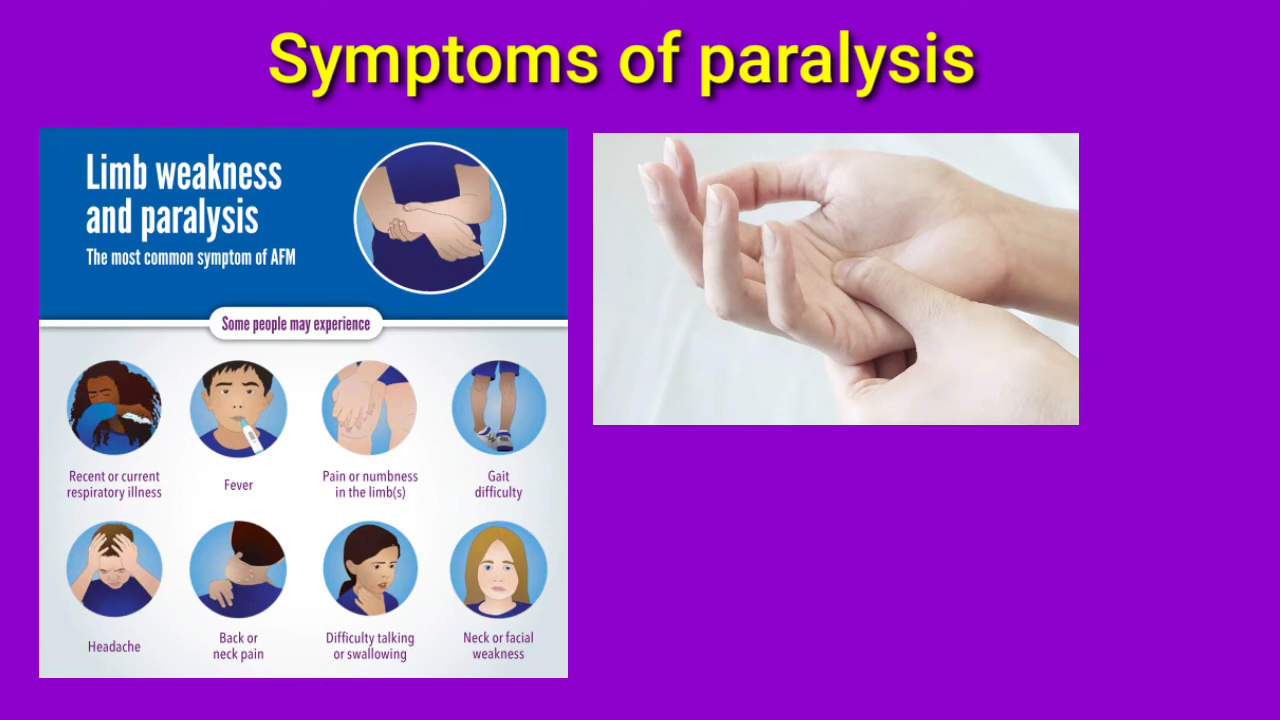 Symptoms of paralysis
Limb weakness
and paralysis
The most common symptom of AFM
Some people may experience
Recent or current
respiratory illness
Fever
Pain or numbness
in the limb(s)
Gait
difficulty
Headache
Back or
neck pain
Difficulty talking
or swallowing
Neck or facial
weakness